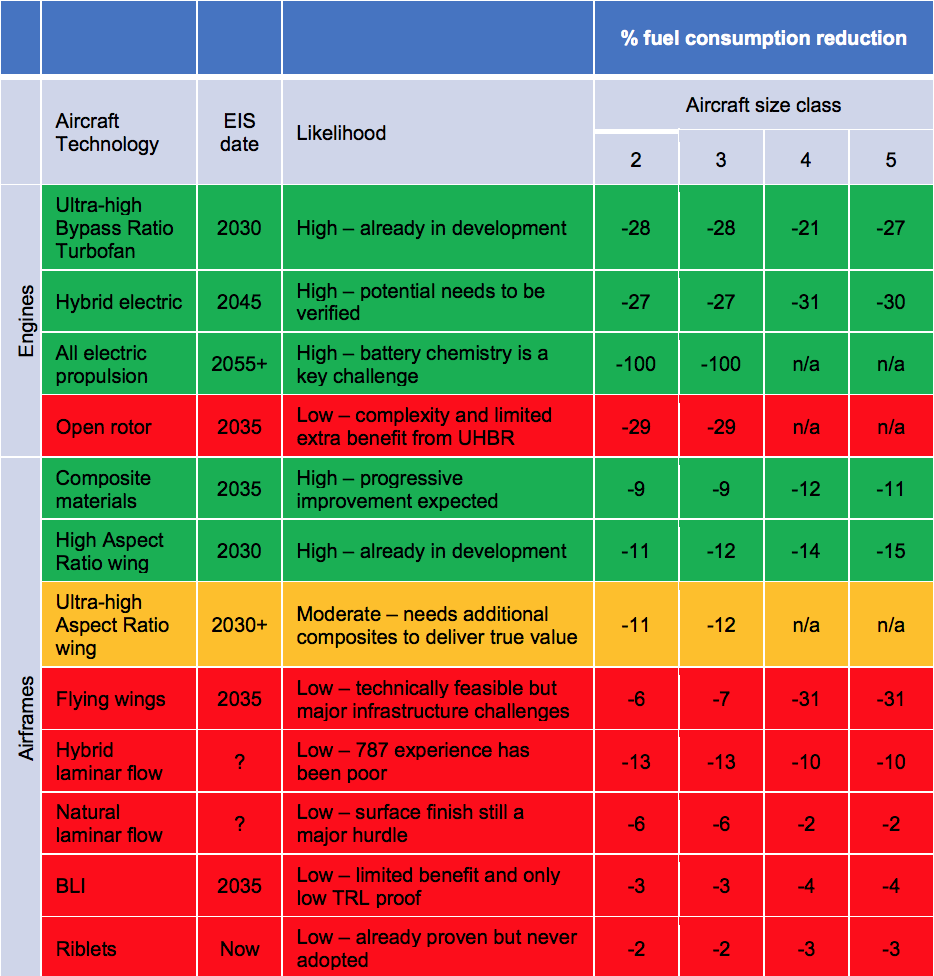 % fuel consumption reduction
Aircraft
Technology
EIS
date
Likelihood
Aircraft size class
2
3
4
5
Engines
Ultra-high
Bypass Ratio
Turbofan
2030
High – already in development
-28
-28
-21
-27
Hybrid electric
2045
High – potential needs to be
verified
-27
-27
-31
-30
All electric
propulsion
2055+
High – battery chemistry is a
key challenge
-100
-100
n/a
n/a
Open rotor
2035
Low – complexity and limited
extra benefit from UHBR
-29
-29
n/a
n/a
Airframes
Composite
materials
2035
High – progressive
improvement expected
-9
-9
-12
-11
High Aspect
Ratio wing
2030
High – already in development
-11
-12
-14
-15
Ultra-high
Aspect Ratio
wing
2030+
Moderate – needs additional
composites to deliver true value
-11
-12
n/a
n/a
Flying wings
2035
Low – technically feasible but
major infrastructure challenges
-6
-7
-31
-31
Hybrid
laminar flow
?
Low – 787 experience has
been poor
-13
-13
-10
-10
Natural
laminar flow
?
Low – surface finish still a
major hurdle
-6
-6
-2
-2
BLI
2035
Low – limited benefit and only
low TRL proof
-3
-3
-4
-4
Riblets
Now
Low – already proven but never
adopted
-2
-2
-3
-3